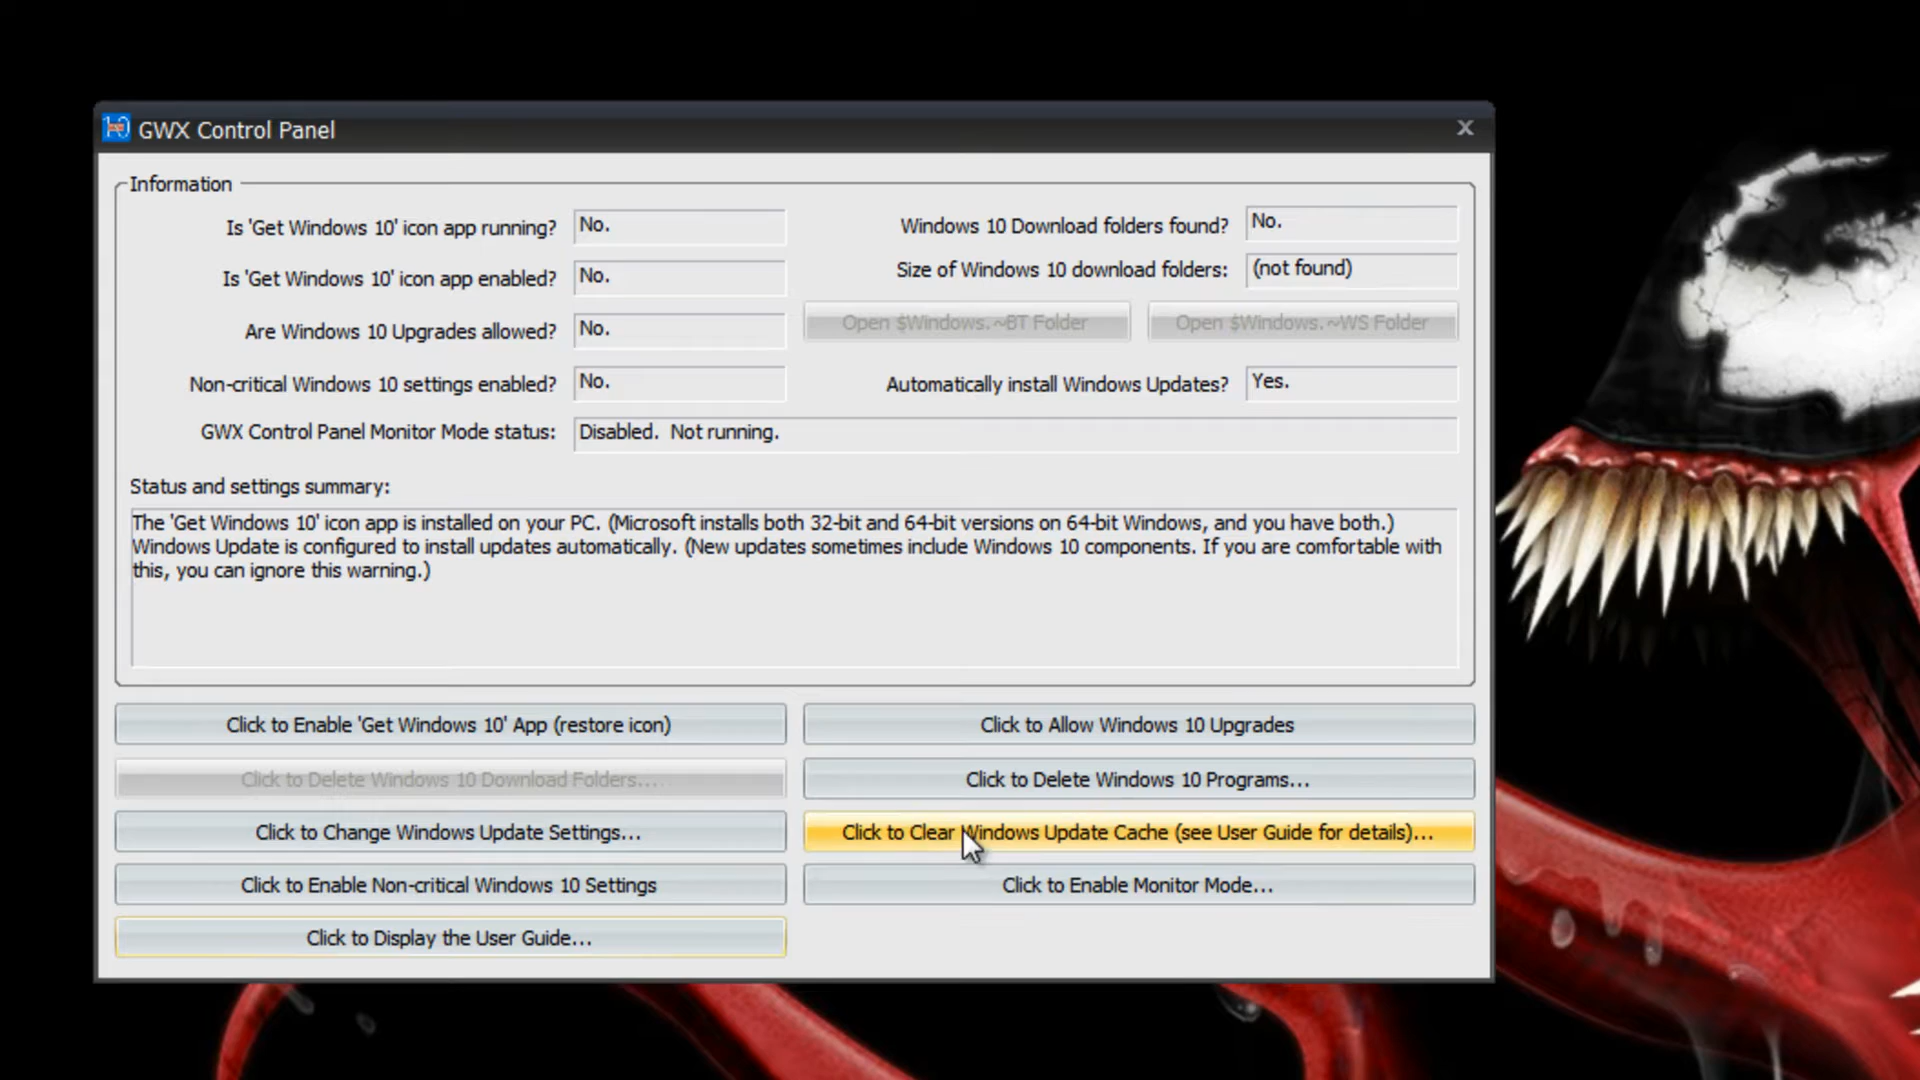 GWX Control Panel
X
Information
Is 'Get Windows 10' icon app running? No.
Windows 10 Download folders found? No.
Is 'Get Windows 10' icon app enabled? No.
Size of Windows 10 download folders: (not found)
Are Windows 10 Upgrades allowed? No.
Open $Windows.~BT Folder
Open $Windows.~WS Folder
Non-critical Windows 10 settings enabled? No.
Automatically install Windows Updates? Yes.
GWX Control Panel Monitor Mode status: Disabled.  Not running.
Status and settings summary:
The 'Get Windows 10' icon app is installed on your PC. (Microsoft installs both 32-bit and 64-bit versions on 64-bit Windows, and you have both.)
Windows Update is configured to install updates automatically. (New updates sometimes include Windows 10 components. If you are comfortable with
this, you can ignore this warning.)
Click to Enable 'Get Windows 10' App (restore icon)
Click to Allow Windows 10 Upgrades
Click to Delete Windows 10 Download Folders....
Click to Delete Windows 10 Programs...
Click to Change Windows Update Settings...
Click to Clear Windows Update Cache (see User Guide for details)...
Click to Enable Non-critical Windows 10 Settings
Click to Enable Monitor Mode...
Click to Display the User Guide...